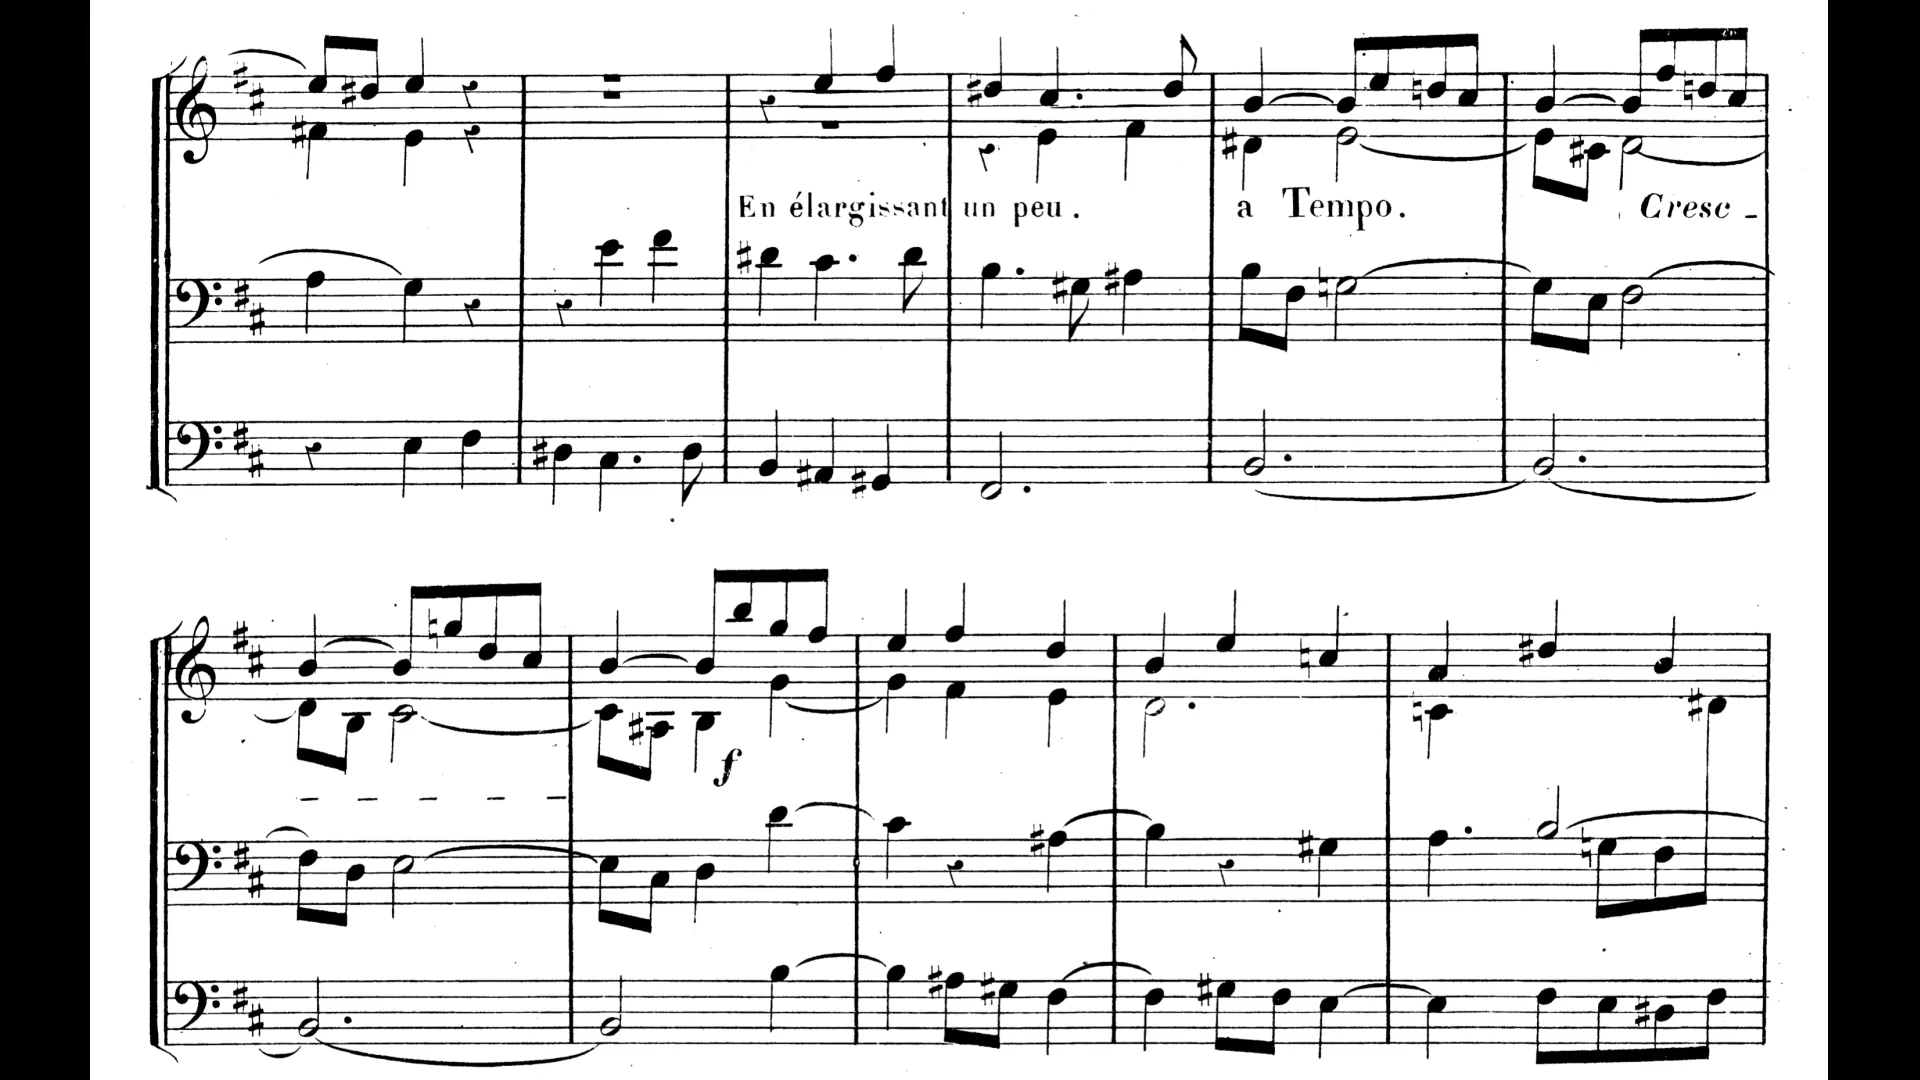 En élargissant un peu. a Tempo. Cresc -
- - - - -
f